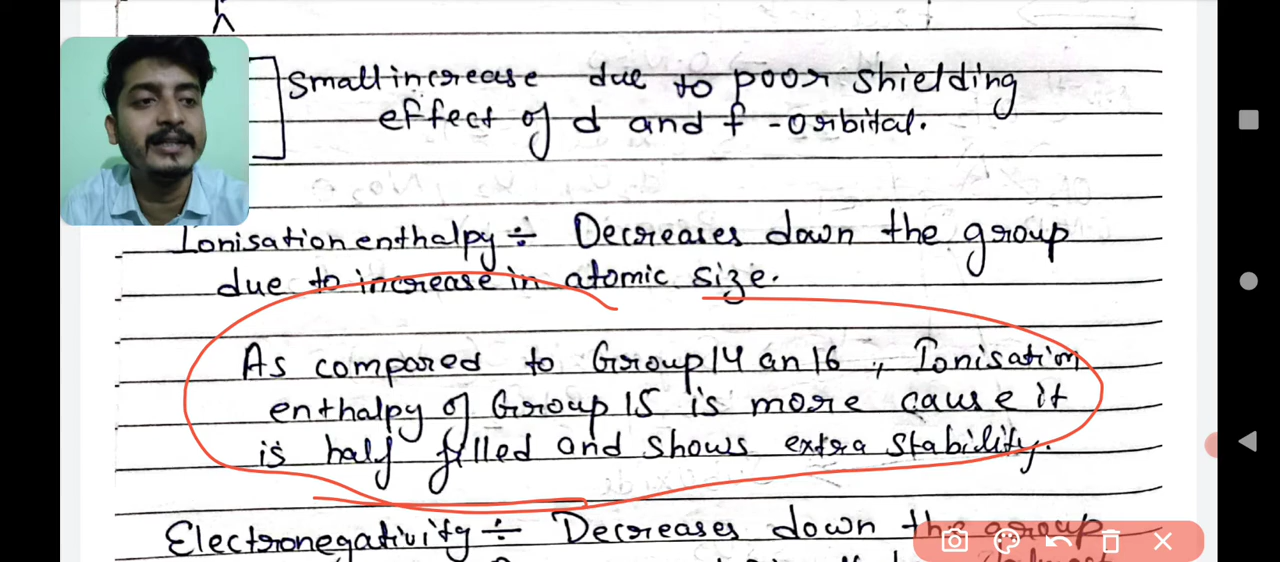 Small increase due to poor shielding
effect of d and f -orbital.
Ionisation enthalpy ÷ Decreases down the group
due to increase in atomic size.
As compared to Group 14 an 16, Ionisation
enthalpy of Group 15 is more cause it
is half filled and shows extra stability.
Electronegativity ÷ Decreases down the group